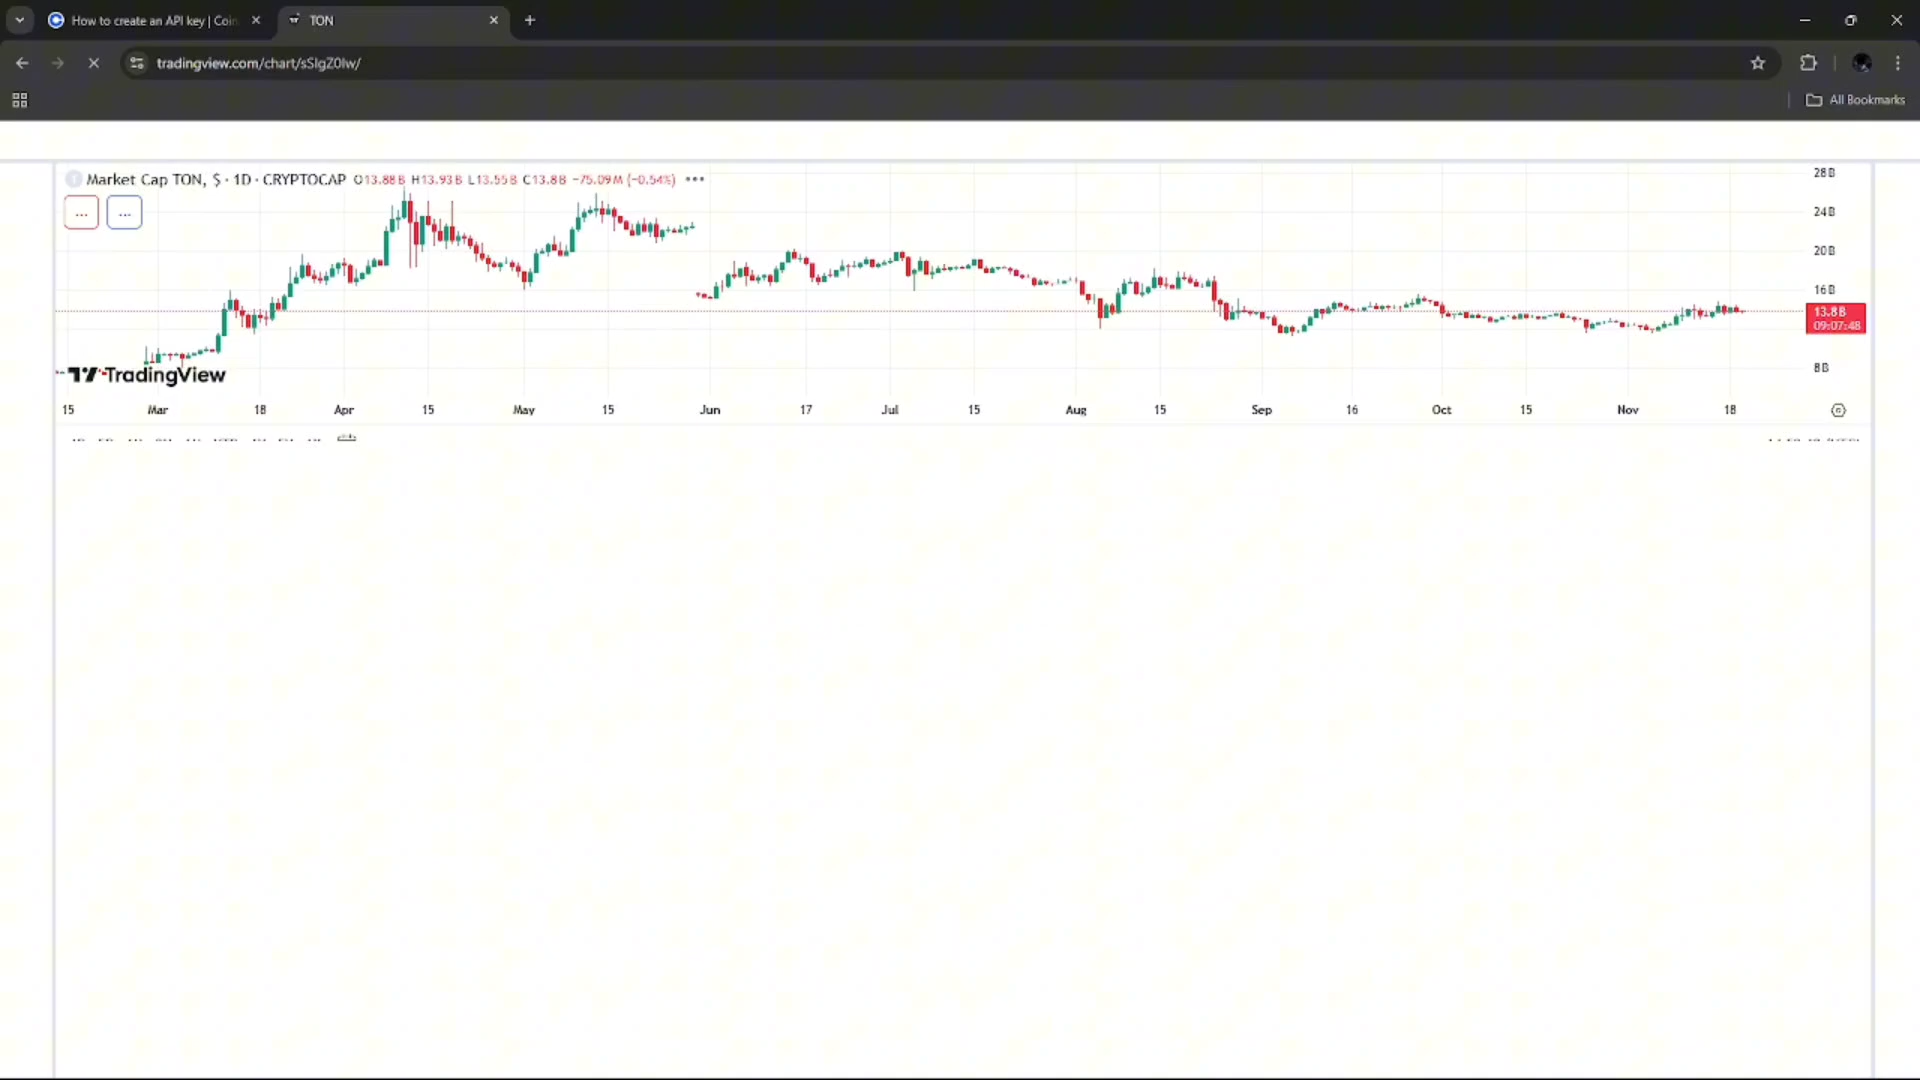 How to create an API key | Coin
TON
tradingview.com/chart/sSIgZ0Iw/
All Bookmarks
Market Cap TON, $ · 1D · CRYPTOCAP O13.88B H13.93B L13.55B C13.8B −75.09M (−0.54%)
28B
24B
20B
16B
13.8B
09:07:48
8B
TradingView
15 Mar 18 Apr 15 May 15 Jun 17 Jul 15 Aug 15 Sep 16 Oct 15 Nov 18